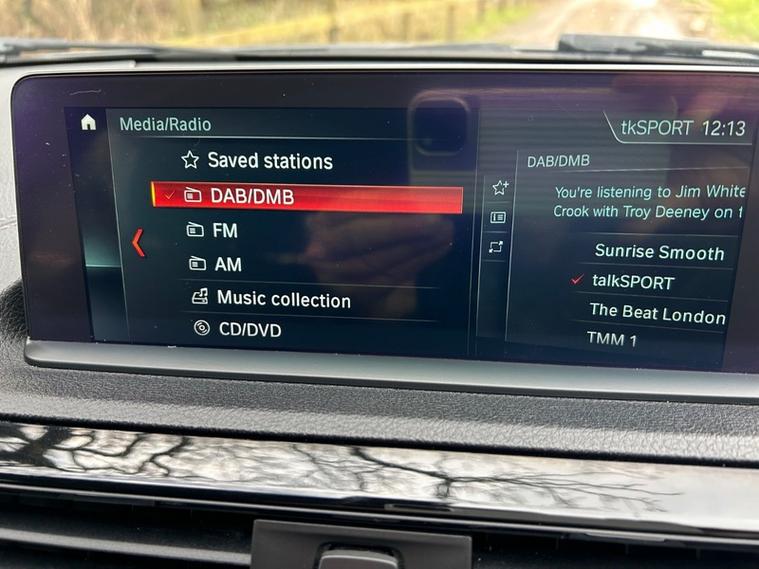 Media/Radio
tkSPORT 12:13
Saved stations
DAB/DMB
FM
AM
Music collection
CD/DVD
DAB/DMB
You're listening to Jim White
Crook with Troy Deeney on t
Sunrise Smooth
talkSPORT
The Beat London
TMM 1